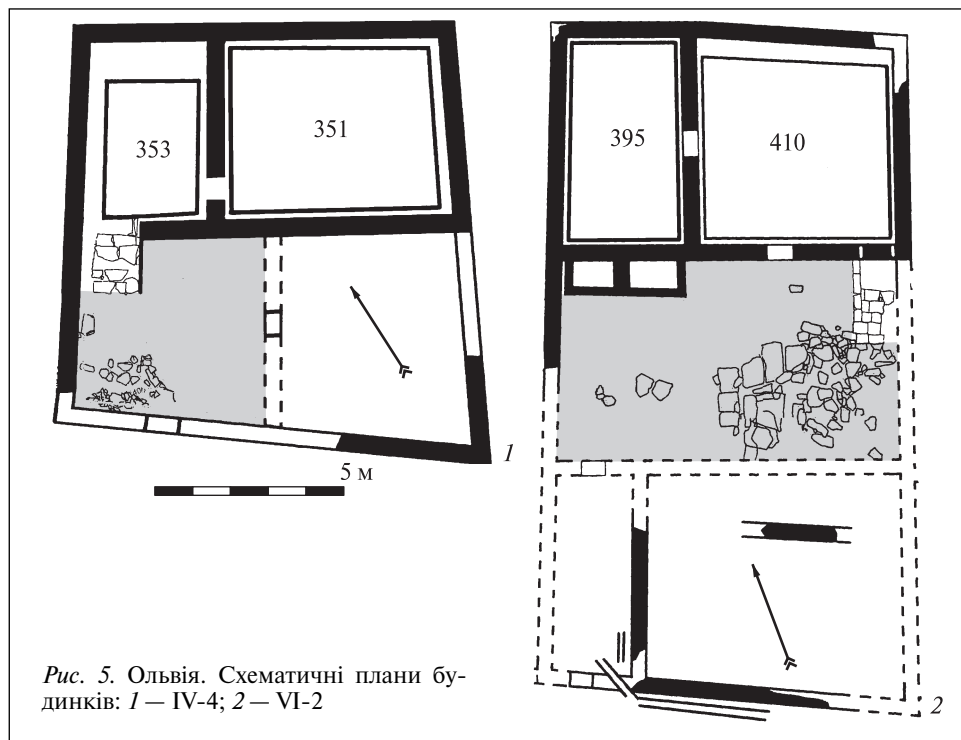 353
351
395
410
1
5 м
2
Рис. 5. Ольвія. Схематичні плани бу-
динків: 1 — IV-4; 2 — VI-2